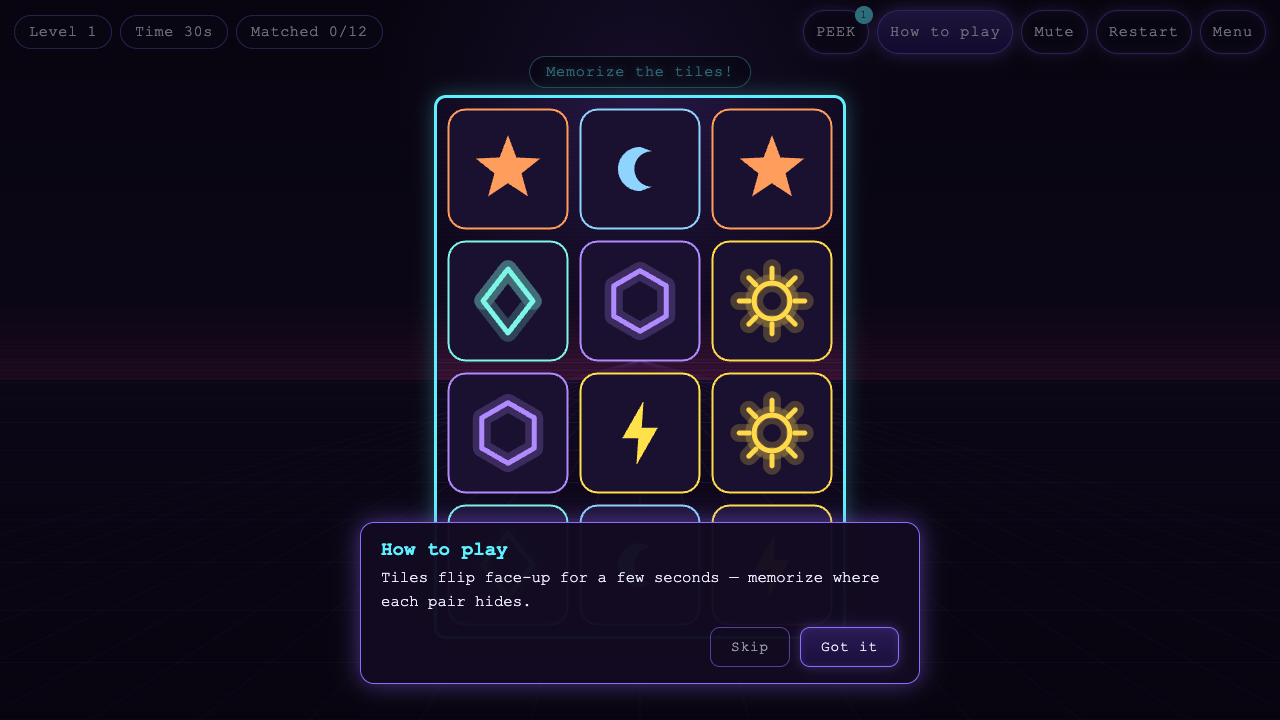 Level 1
Time 30s
Matched 0/12
PEEK
1
How to play
Mute
Restart
Menu
Memorize the tiles!
How to play
Tiles flip face-up for a few seconds — memorize where
each pair hides.
Skip
Got it